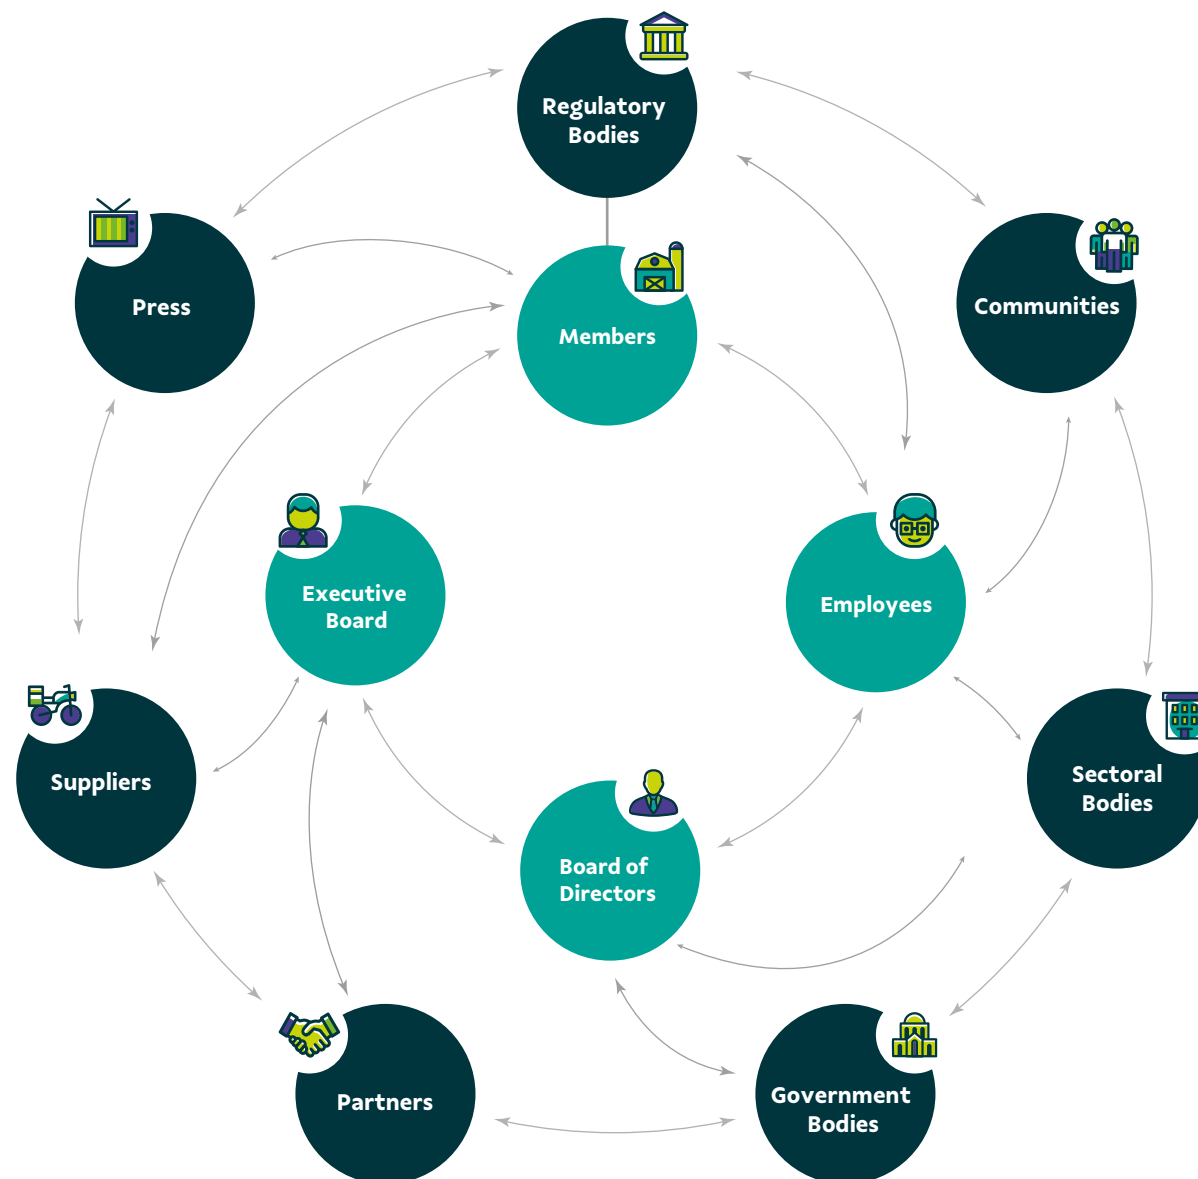 Regulatory
Bodies
Press
Communities
Members
Executive
Board
Employees
Suppliers
Sectoral
Bodies
Board of
Directors
Partners
Government
Bodies